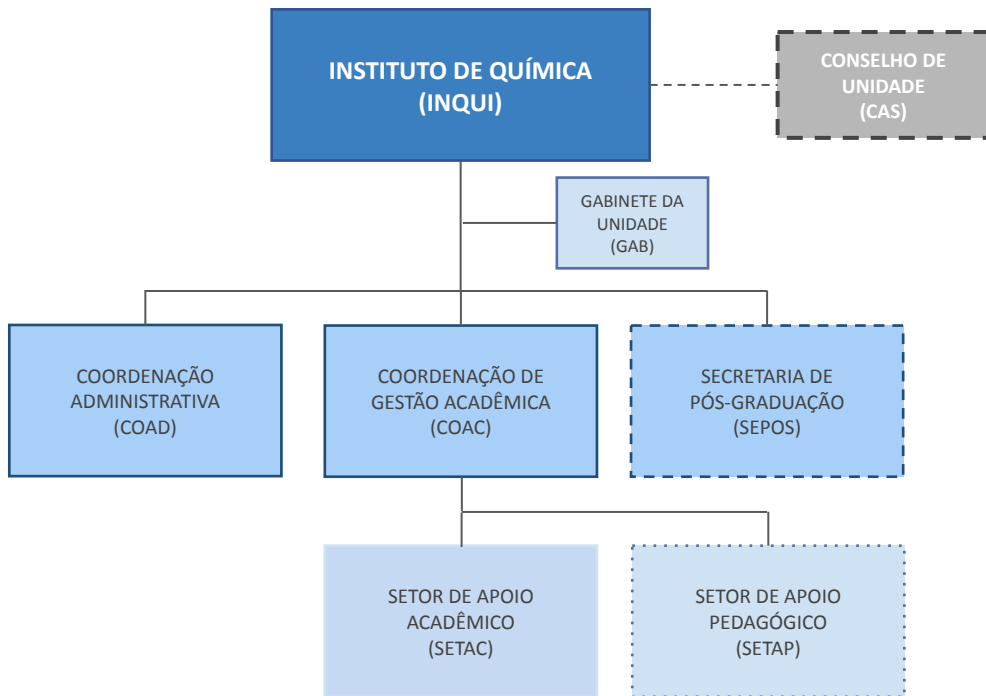 INSTITUTO DE QUÍMICA
(INQUI)
CONSELHO DE
UNIDADE
(CAS)
GABINETE DA
UNIDADE
(GAB)
COORDENAÇÃO
ADMINISTRATIVA
(COAD)
COORDENAÇÃO DE
GESTÃO ACADÊMICA
(COAC)
SECRETARIA DE
PÓS-GRADUAÇÃO
(SEPOS)
SETOR DE APOIO
ACADÊMICO
(SETAC)
SETOR DE APOIO
PEDAGÓGICO
(SETAP)